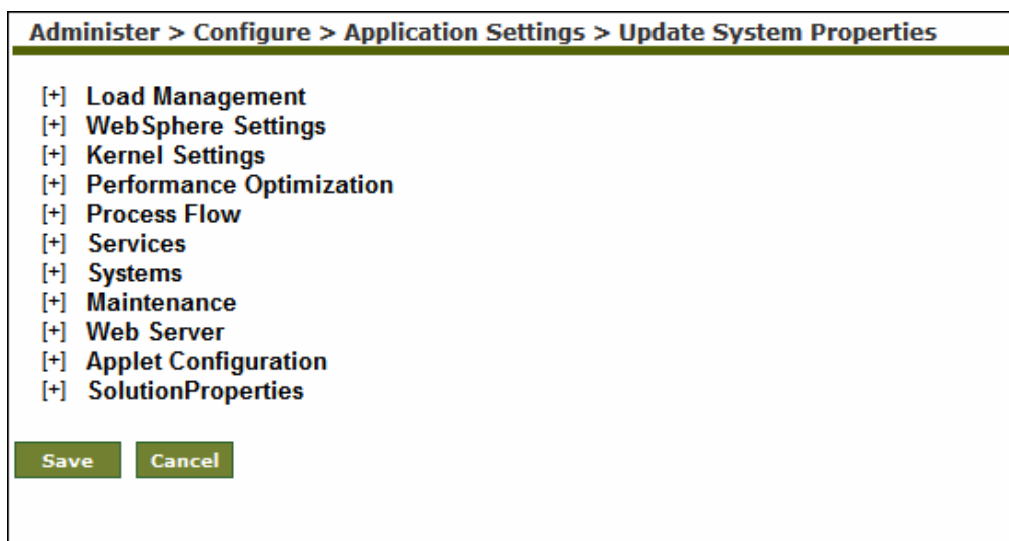 Administer > Configure > Application Settings > Update System Properties
[+] Load Management
[+] WebSphere Settings
[+] Kernel Settings
[+] Performance Optimization
[+] Process Flow
[+] Services
[+] Systems
[+] Maintenance
[+] Web Server
[+] Applet Configuration
[+] SolutionProperties
Save Cancel